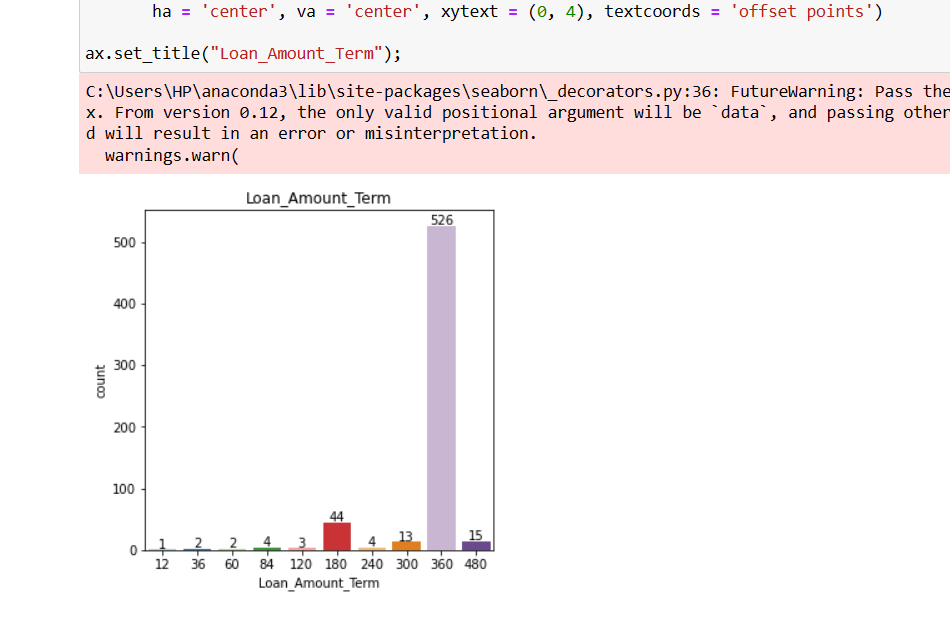 ha = 'center', va = 'center', xytext = (0, 4), textcoords = 'offset points')
ax.set_title("Loan_Amount_Term");
C:\Users\HP\anaconda3\lib\site-packages\seaborn\_decorators.py:36: FutureWarning: Pass the
x. From version 0.12, the only valid positional argument will be `data`, and passing other
d will result in an error or misinterpretation.
warnings.warn(
Loan_Amount_Term
526
500
400
300
count
200
100
44
1 2 2 4 3 4 13 15
0
12 36 60 84 120 180 240 300 360 480
Loan_Amount_Term